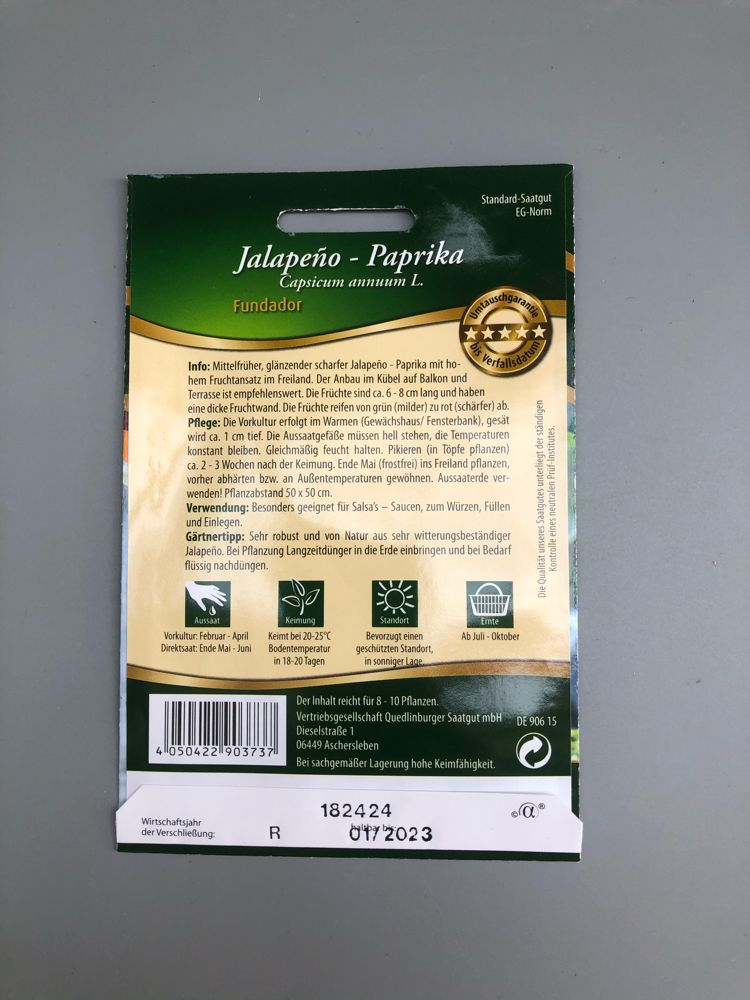 Standard-Saatgut
EG-Norm
Jalapeño - Paprika
Capsicum annuum L.
Fundador
Umtauschgarantie
bis Verfallsdatum
Info: Mittelfrüher, glänzender scharfer Jalapeño - Paprika mit ho-
hem Fruchtansatz im Freiland. Der Anbau im Kübel auf Balkon und
Terrasse ist empfehlenswert. Die Früchte sind ca. 6 - 8 cm lang und haben
eine dicke Fruchtwand. Die Früchte reifen von grün (milder) zu rot (schärfer) ab.
Pflege: Die Vorkultur erfolgt im Warmen (Gewächshaus/ Fensterbank), gesät
wird ca. 1 cm tief. Die Aussaatgefäße müssen hell stehen, die Temperaturen
konstant bleiben. Gleichmäßig feucht halten. Pikieren (in Töpfe pflanzen)
ca. 2 - 3 Wochen nach der Keimung. Ende Mai (frostfrei) ins Freiland pflanzen,
vorher abhärten bzw. an Außentemperaturen gewöhnen. Aussaaterde ver-
wenden! Pflanzabstand 50 x 50 cm.
Verwendung: Besonders geeignet für Salsa's – Saucen, zum Würzen, Füllen
und Einlegen.
Gärtnertipp: Sehr robust und von Natur aus sehr witterungsbeständiger
Jalapeño. Bei Pflanzung Langzeitdünger in die Erde einbringen und bei Bedarf
flüssig nachdüngen.
Die Qualität unseres Saatgutes unterliegt der ständigen
Kontrolle eines neutralen Prüf-Institutes.
Aussaat
Vorkultur: Februar - April
Direktsaat: Ende Mai - Juni
Keimung
Keimt bei 20-25°C
Bodentemperatur
in 18-20 Tagen
Standort
Bevorzugt einen
geschützten Standort,
in sonniger Lage.
Ernte
Ab Juli - Oktober
4 050422 903737
Der Inhalt reicht für 8 - 10 Pflanzen.
Vertriebsgesellschaft Quedlinburger Saatgut mbH
Dieselstraße 1
06449 Aschersleben
Bei sachgemäßer Lagerung hohe Keimfähigkeit.
DE 906 15
Wirtschaftsjahr
der Verschließung:
R
182424
haltbar bis:
01/2023
©@®